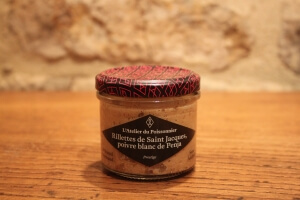 L'Atelier du Poissonnier
Rillettes de Saint Jacques,
poivre blanc de Penja